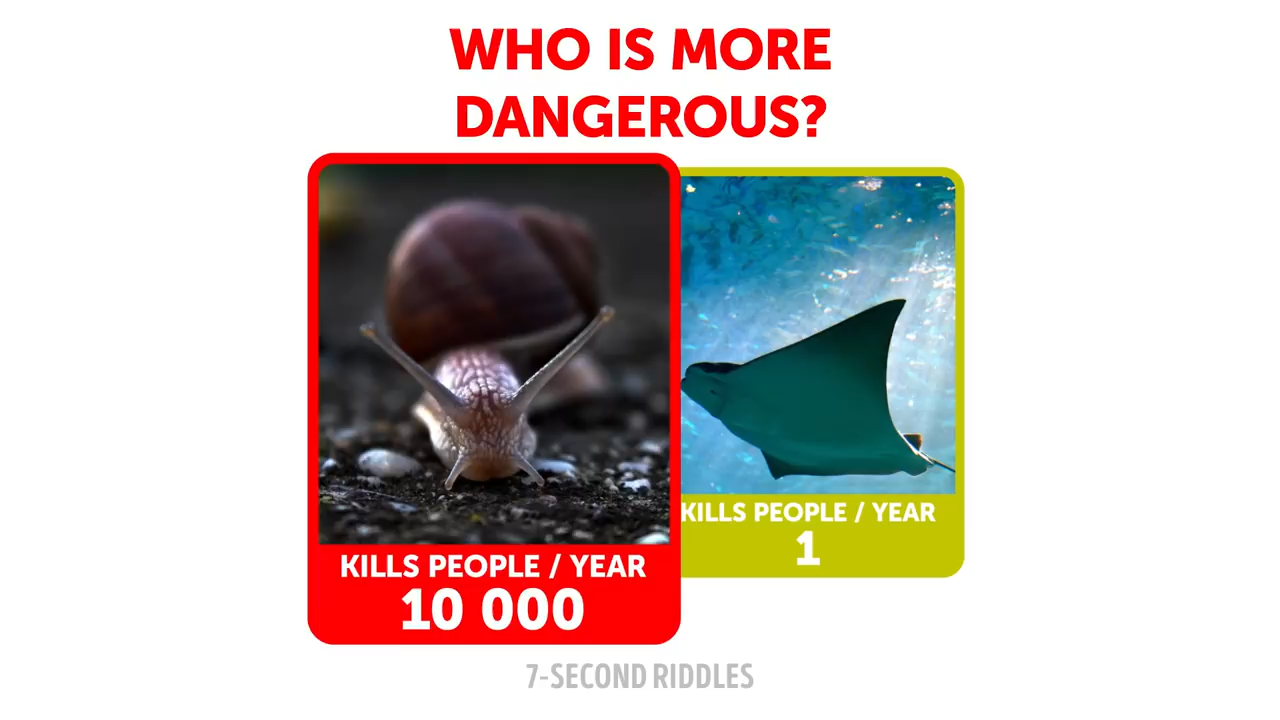 WHO IS MORE
DANGEROUS?
KILLS PEOPLE / YEAR
10 000
KILLS PEOPLE / YEAR
1
7-SECOND RIDDLES